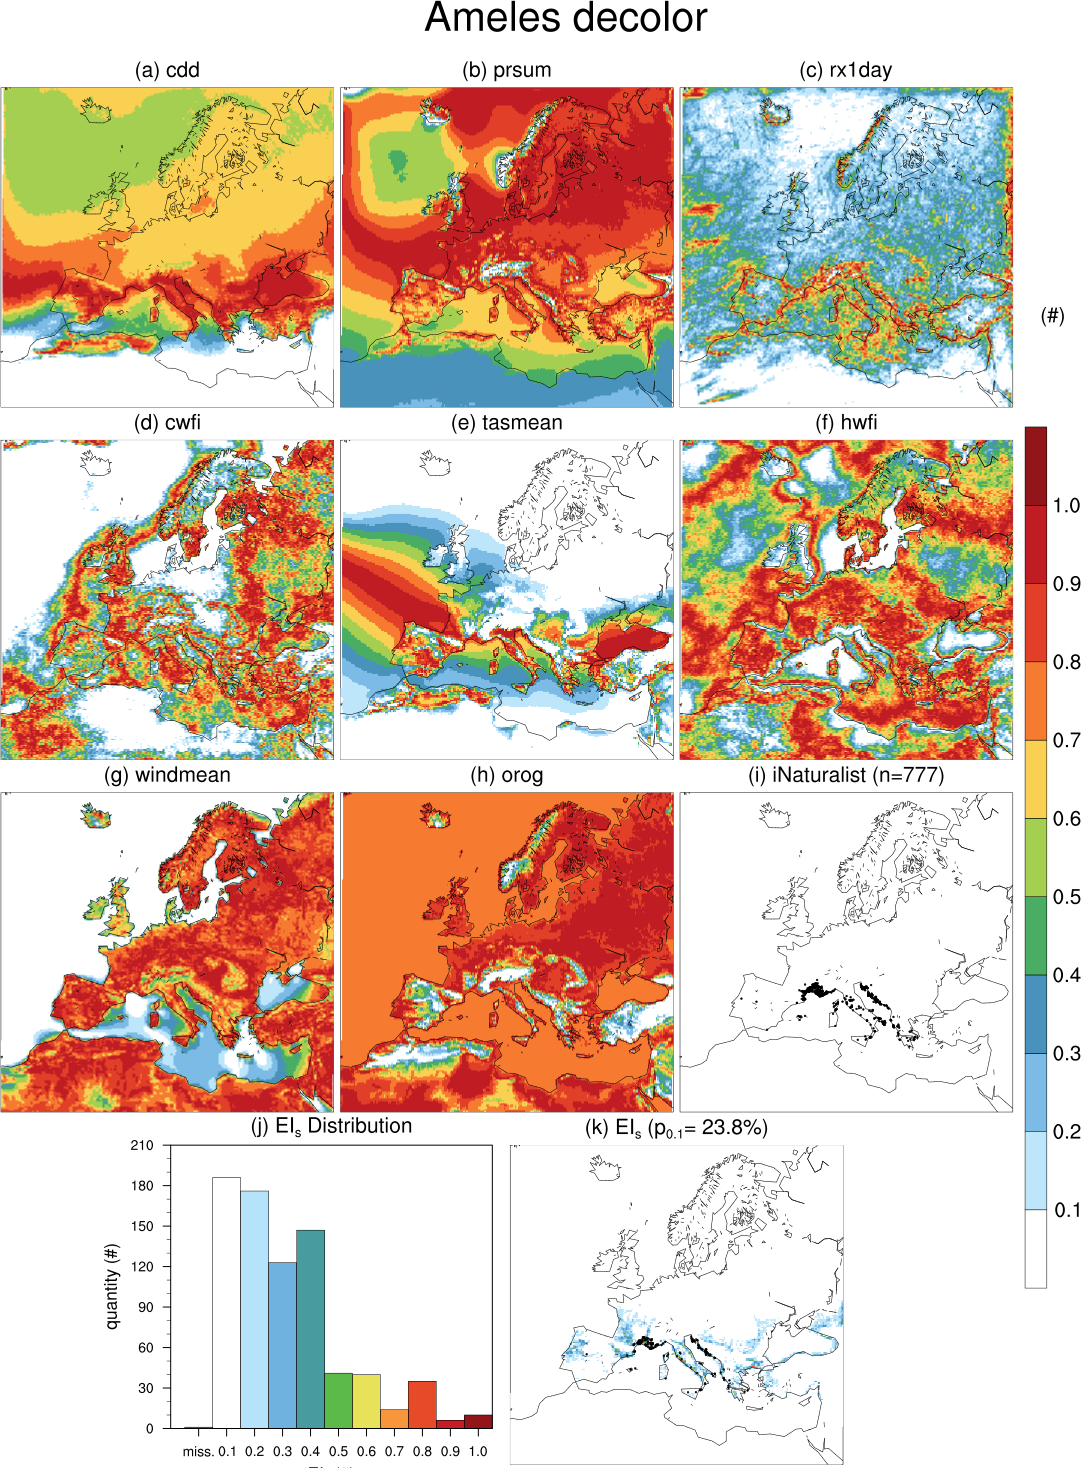 Ameles decolor
(a) cdd
(b) prsum
(c) rx1day
(#)
(d) cwfi
(e) tasmean
(f) hwfi
1.0
0.9
0.8
0.7
0.6
0.5
0.4
0.3
0.2
0.1
(g) windmean
(h) orog
(i) iNaturalist (n=777)
(j) EIs Distribution
210
180
150
120
90
60
30
0
quantity (#)
miss. 0.1 0.2 0.3 0.4 0.5 0.6 0.7 0.8 0.9 1.0
(k) EIs (p0.1= 23.8%)